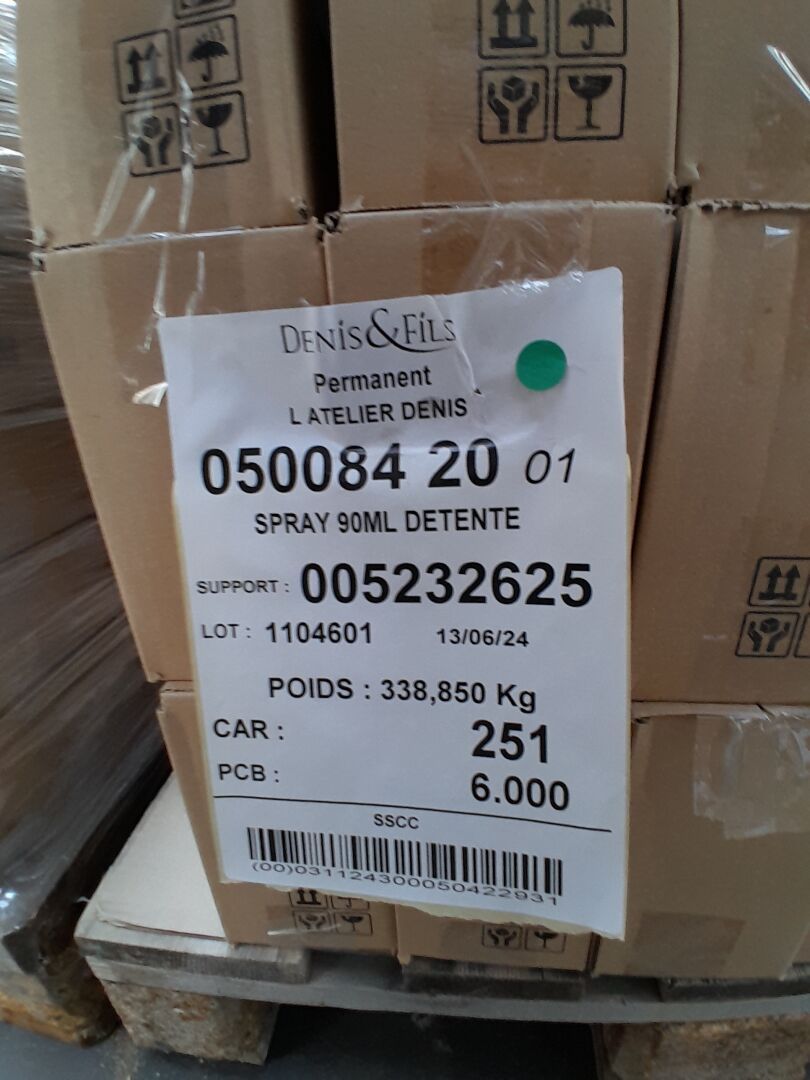 DENIS&FILS
Permanent
L ATELIER DENIS
050084 20 01
SPRAY 90ML DETENTE
SUPPORT : 005232625
LOT : 1104601 13/06/24
POIDS : 338,850 Kg
CAR : 251
PCB : 6.000
SSCC
(00)031124300050422931